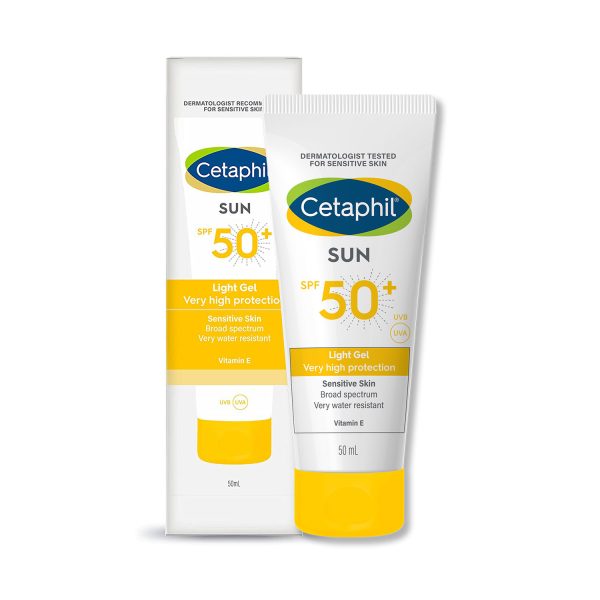 DERMATOLOGIST RECOMM
FOR SENSITIVE SKIN
Cetaphil
SUN
SPF 50+
Light Gel
Very high protection
Sensitive Skin
Broad spectrum
Very water resistant
Vitamin E
UVB UVA
50mL
DERMATOLOGIST TESTED
FOR SENSITIVE SKIN
Cetaphil®
SUN
SPF 50+
UVB
UVA
Light Gel
Very high protection
Sensitive Skin
Broad spectrum
Very water resistant
Vitamin E
50 mL